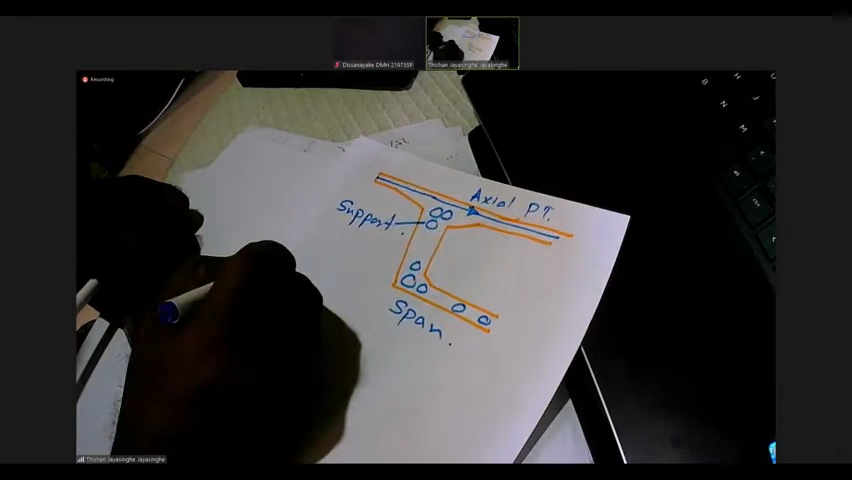 Dissanayake DMH 219735P
Thishan Jayasinghe Jayasinghe
Recording
Axial PT.
Support.
Span.
Thishan Jayasinghe Jayasinghe